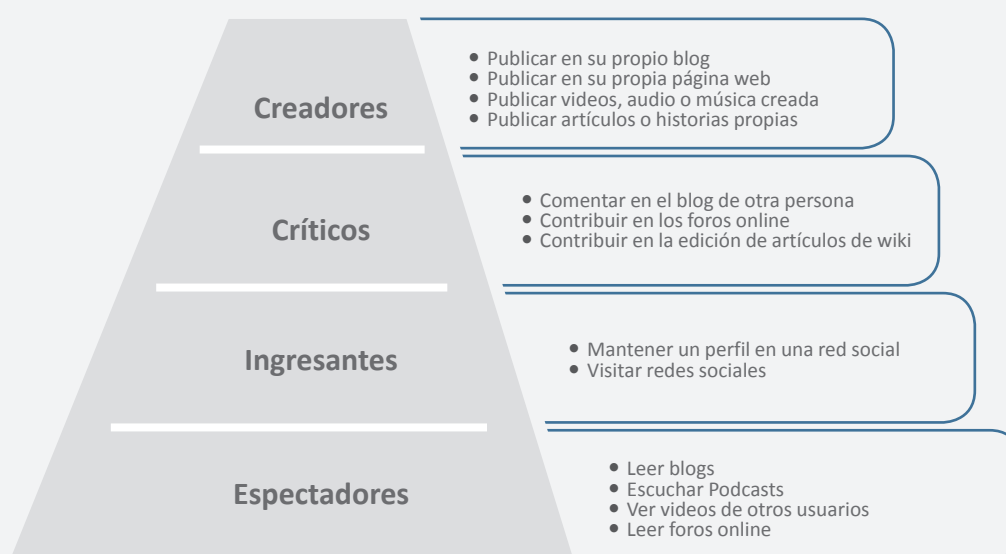 Creadores
• Publicar en su propio blog
• Publicar en su propia página web
• Publicar videos, audio o música creada
• Publicar artículos o historias propias
Críticos
• Comentar en el blog de otra persona
• Contribuir en los foros online
• Contribuir en la edición de artículos de wiki
Ingresantes
• Mantener un perfil en una red social
• Visitar redes sociales
Espectadores
• Leer blogs
• Escuchar Podcasts
• Ver videos de otros usuarios
• Leer foros online